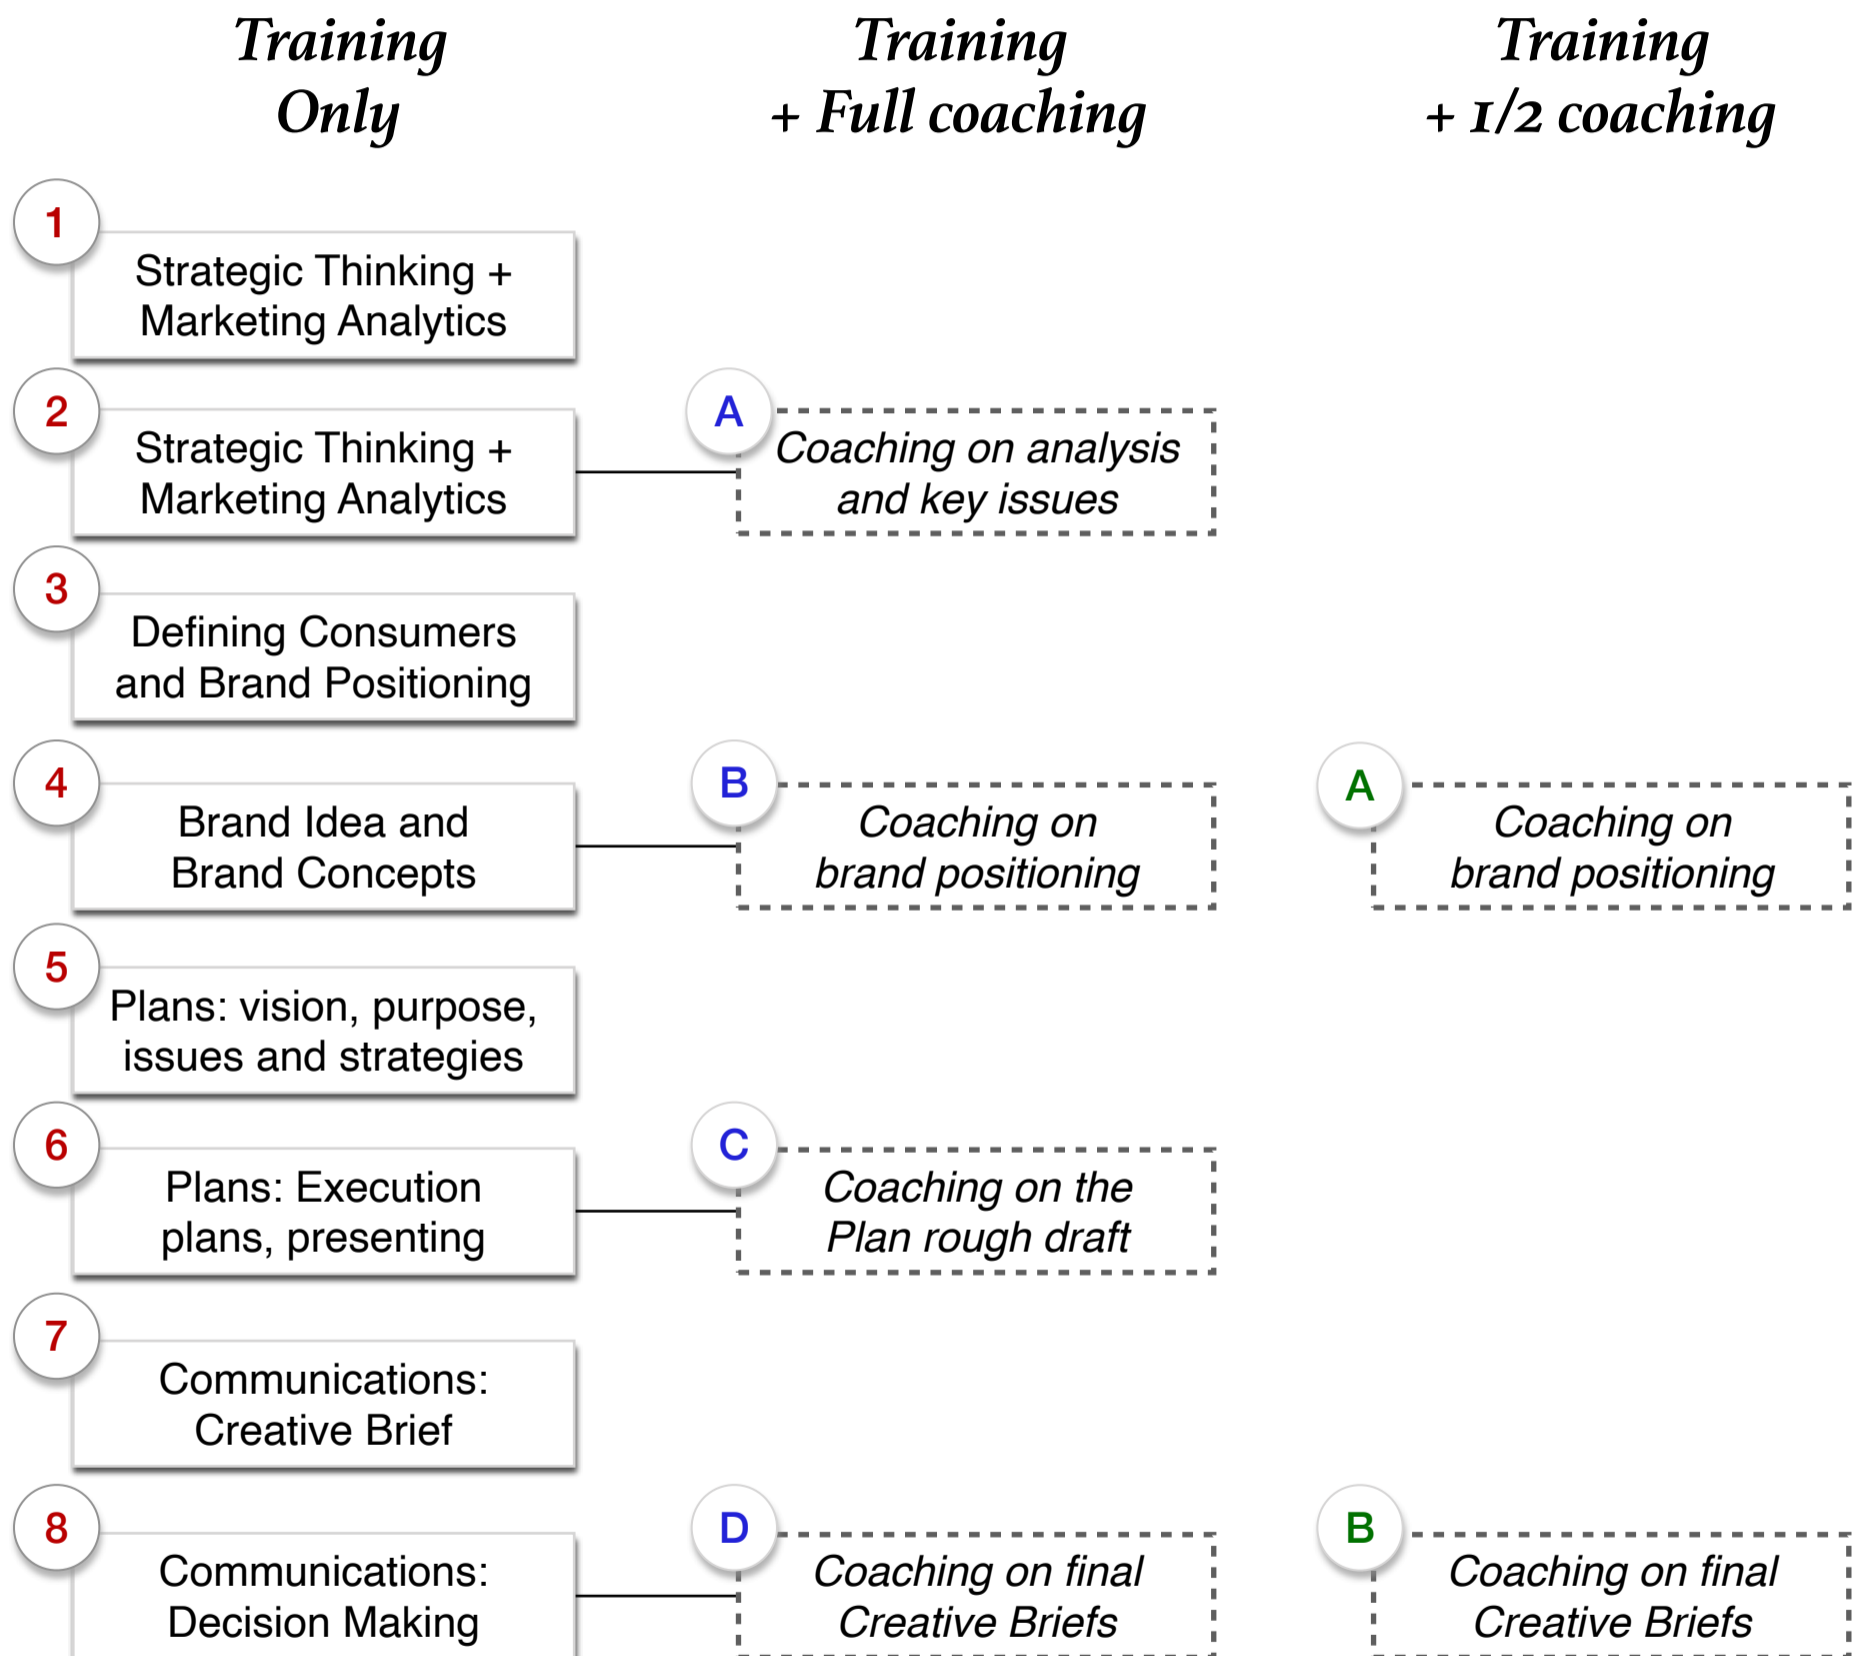 Training
Only
Training
+ Full coaching
Training
+ 1/2 coaching
1
Strategic Thinking +
Marketing Analytics
2
Strategic Thinking +
Marketing Analytics
A
Coaching on analysis
and key issues
3
Defining Consumers
and Brand Positioning
4
Brand Idea and
Brand Concepts
B
Coaching on
brand positioning
A
Coaching on
brand positioning
5
Plans: vision, purpose,
issues and strategies
6
Plans: Execution
plans, presenting
C
Coaching on the
Plan rough draft
7
Communications:
Creative Brief
8
Communications:
Decision Making
D
Coaching on final
Creative Briefs
B
Coaching on final
Creative Briefs